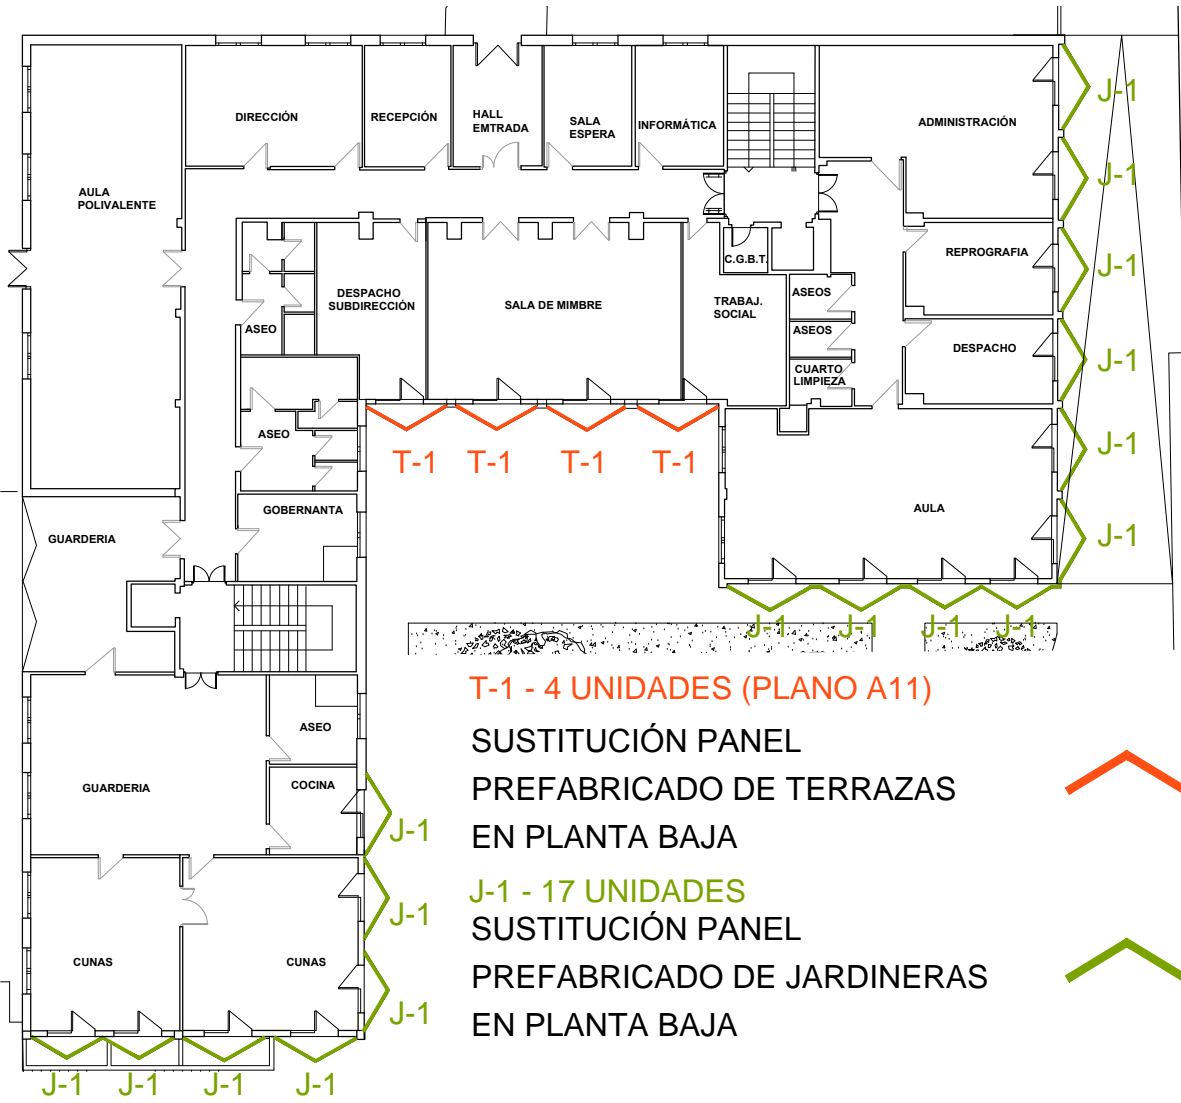 DIRECCIÓN
RECEPCIÓN
HALL
EMTRADA
SALA
ESPERA
INFORMÁTICA
ADMINISTRACIÓN
J-1
J-1
AULA
POLIVALENTE
C.G.B.T.
REPROGRAFIA
J-1
DESPACHO
SUBDIRECCIÓN
SALA DE MIMBRE
TRABAJ.
SOCIAL
ASEOS
ASEO
ASEOS
DESPACHO
J-1
CUARTO
LIMPIEZA
ASEO
T-1
T-1
T-1
T-1
J-1
GOBERNANTA
AULA
GUARDERIA
J-1
J-1
J-1
J-1
J-1
T-1 - 4 UNIDADES (PLANO A11)
SUSTITUCIÓN PANEL
PREFABRICADO DE TERRAZAS
EN PLANTA BAJA
ASEO
GUARDERIA
COCINA
J-1
J-1 - 17 UNIDADES
SUSTITUCIÓN PANEL
PREFABRICADO DE JARDINERAS
EN PLANTA BAJA
J-1
CUNAS
CUNAS
J-1
J-1
J-1
J-1
J-1